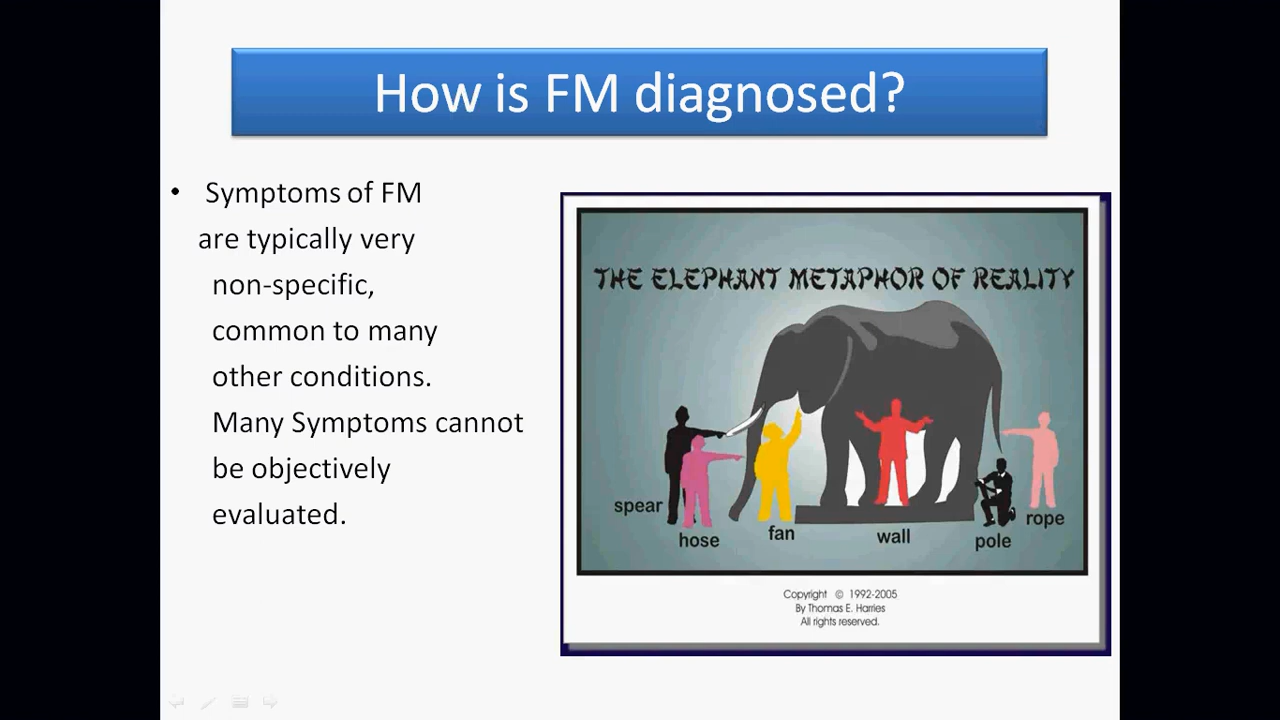 How is FM diagnosed?
• Symptoms of FM
are typically very
non-specific,
common to many
other conditions.
Many Symptoms cannot
be objectively
evaluated.
THE ELEPHANT METAPHOR OF REALITY
spear
hose
fan
wall
pole
rope
Copyright © 1992-2005
By Thomas E. Harries
All rights reserved.